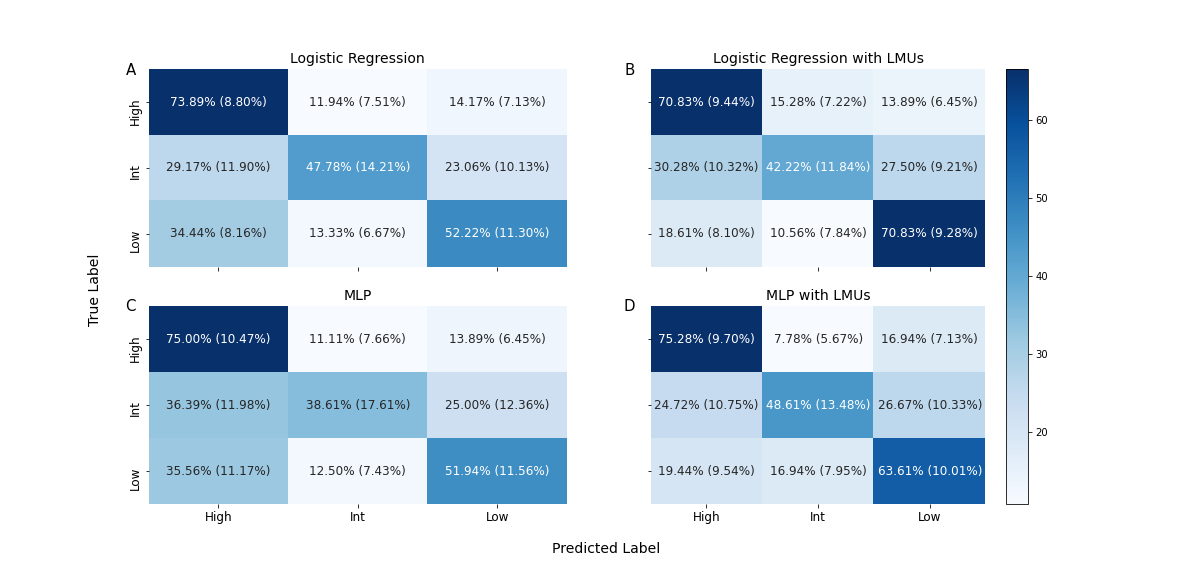 A
Logistic Regression
High
73.89% (8.80%) 11.94% (7.51%) 14.17% (7.13%)
Int
29.17% (11.90%) 47.78% (14.21%) 23.06% (10.13%)
Low
34.44% (8.16%) 13.33% (6.67%) 52.22% (11.30%)
B
Logistic Regression with LMUs
70.83% (9.44%) 15.28% (7.22%) 13.89% (6.45%)
30.28% (10.32%) 42.22% (11.84%) 27.50% (9.21%)
18.61% (8.10%) 10.56% (7.84%) 70.83% (9.28%)
True Label
C
MLP
High
75.00% (10.47%) 11.11% (7.66%) 13.89% (6.45%)
Int
36.39% (11.98%) 38.61% (17.61%) 25.00% (12.36%)
Low
35.56% (11.17%) 12.50% (7.43%) 51.94% (11.56%)
High Int Low
D
MLP with LMUs
75.28% (9.70%) 7.78% (5.67%) 16.94% (7.13%)
24.72% (10.75%) 48.61% (13.48%) 26.67% (10.33%)
19.44% (9.54%) 16.94% (7.95%) 63.61% (10.01%)
High Int Low
Predicted Label
60
50
40
30
20